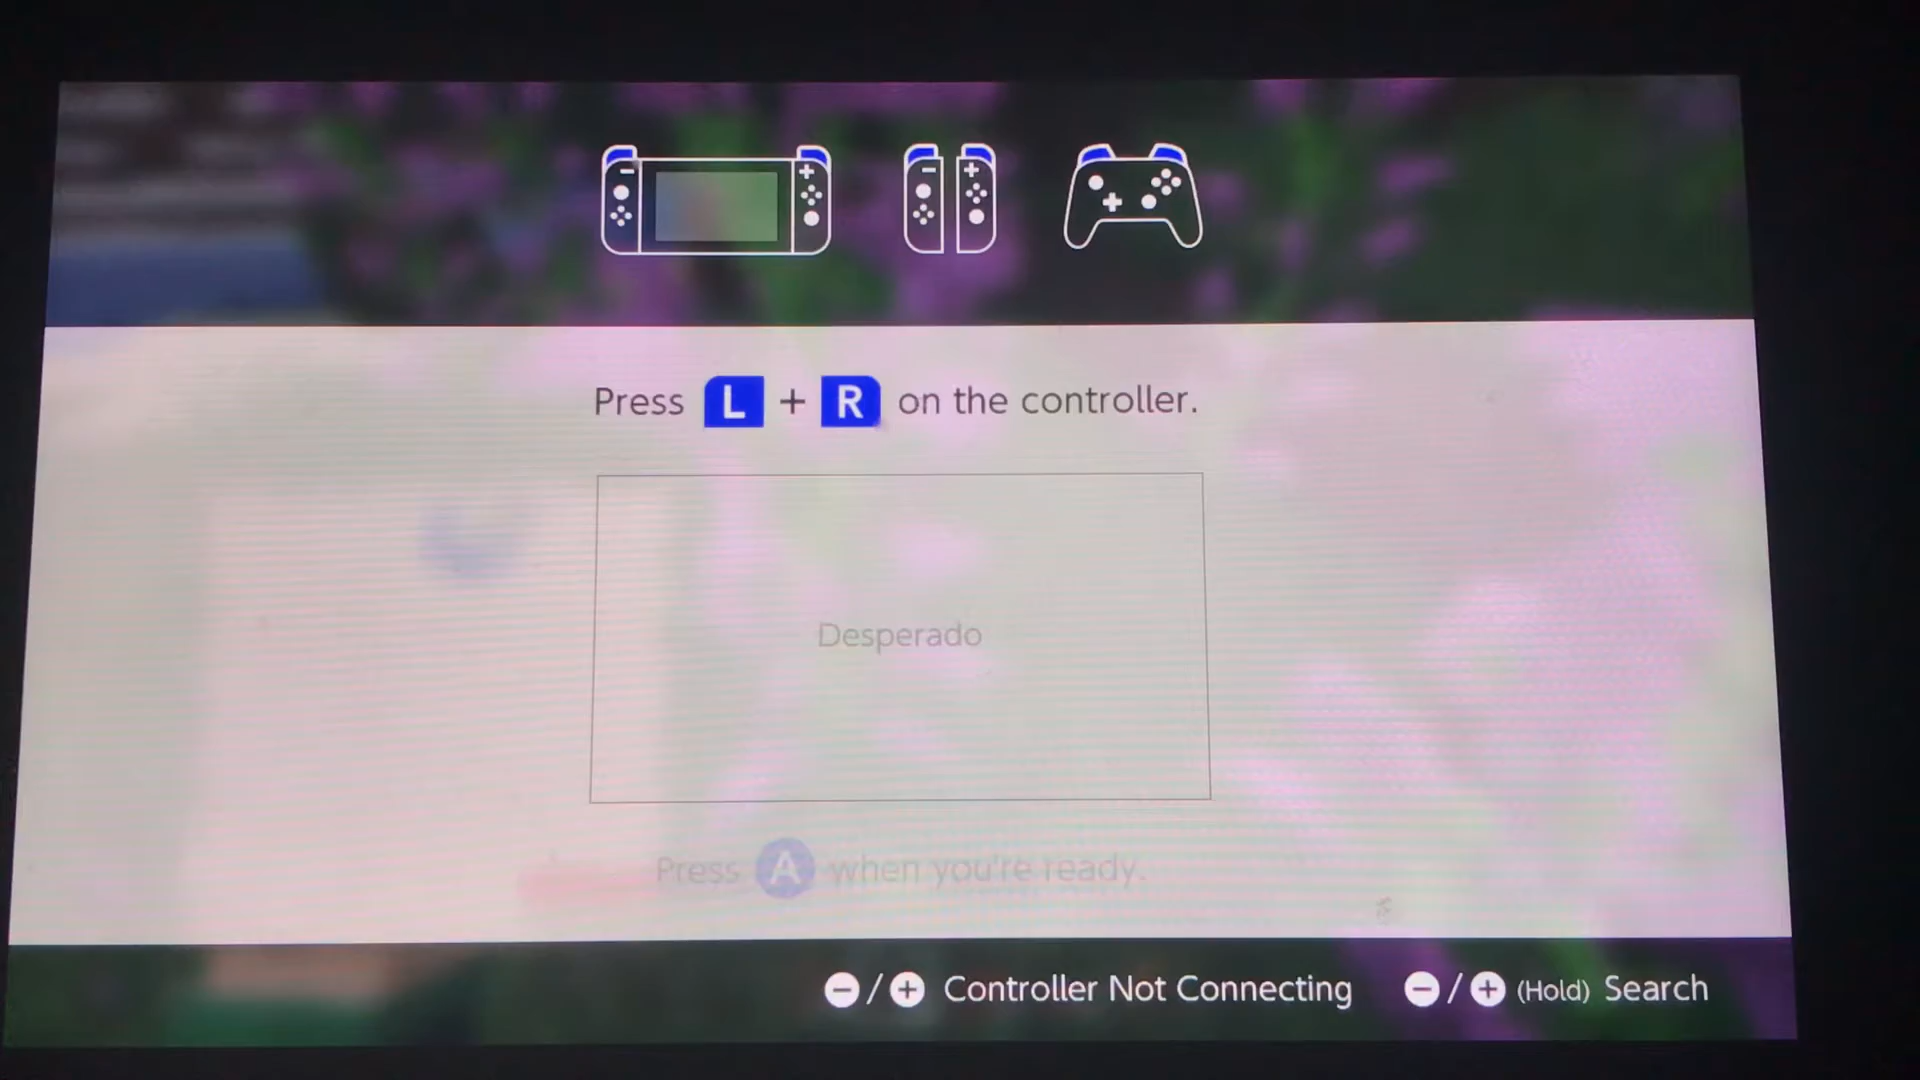 Press L + R on the controller.
Desperado
Press A when you're ready.
-/+ Controller Not Connecting -/+ (Hold) Search